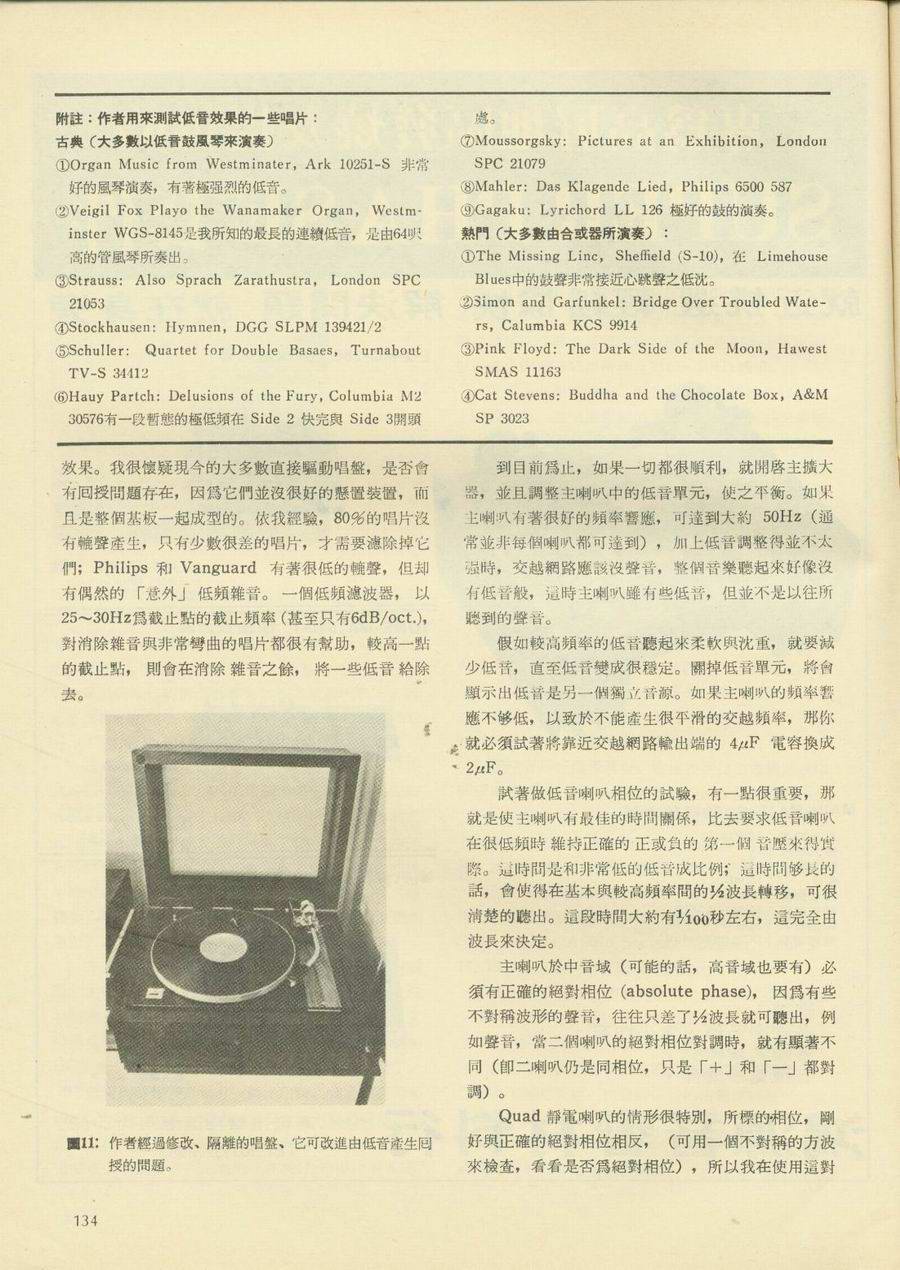 附註：作者用來測試低音效果的一些唱片：
古典（大多數以低音鼓風琴來演奏）
①Organ Music from Westminater, Ark 10251-S 非常
好的風琴演奏，有著極强烈的低音。
②Veigil Fox Playo the Wanamaker Organ, Westm-
inster WGS-8145是我所知的最長的連續低音，是由64呎
高的管風琴所奏出。
③Strauss: Also Sprach Zarathustra, London SPC
21053
④Stockhausen: Hymnen, DGG SLPM 139421/2
⑤Schuller: Quartet for Double Basaes, Turnabout
TV-S 34412
⑥Hauy Partch: Delusions of the Fury, Columbia M2
30576有一段暫態的極低頻在 Side 2 快完與 Side 3開頭
處。
⑦Moussorgsky: Pictures at an Exhibition, London
SPC 21079
⑧Mahler: Das Klagende Lied, Philips 6500 587
⑨Gagaku: Lyrichord LL 126 極好的鼓的演奏。
熱門（大多數由合或器所演奏）：
①The Missing Linc, Sheffield (S-10), 在 Limehouse
Blues中的鼓聲非常接近心跳聲之低沈。
②Simon and Garfunkel: Bridge Over Troubled Wate-
rs, Calumbia KCS 9914
③Pink Floyd: The Dark Side of the Moon, Hawest
SMAS 11163
④Cat Stevens: Buddha and the Chocolate Box, A&M
SP 3023
效果。我很懷疑現今的大多數直接驅動唱盤，是否會
有囘授問題存在，因爲它們並沒很好的懸置裝置，而
且是整個基板一起成型的。依我經驗，80%的唱片沒
有轆聲產生，只有少數很差的唱片，才需要濾除掉它
們；Philips 和 Vanguard 有著很低的轆聲，但却
有偶然的「意外」低頻雜音。一個低頻濾波器，以
25～30Hz爲截止點的截止頻率(甚至只有6dB/oct.)，
對消除雜音與非常彎曲的唱片都很有幫助，較高一點
的截止點，則會在消除 雜音之餘，將一些低音 給除
去。
圖11: 作者經過修改、隔離的唱盤、它可改進由低音產生囘
授的問題。
到目前爲止，如果一切都很順利，就開啓主擴大
器，並且調整主喇叭中的低音單元，使之平衡。如果
主喇叭有著很好的頻率響應，可達到大約 50Hz（通
常並非每個喇叭都可達到），加上低音調整得並不太
强時，交越網路應該沒聲音，整個音樂聽起來好像沒
有低音般，這時主喇叭雖有些低音，但並不是以往所
聽到的聲音。
假如較高頻率的低音聽起來柔軟與沈重，就要減
少低音，直至低音變成很穩定。關掉低音單元，將會
顯示出低音是另一個獨立音源。如果主喇叭的頻率響
應不够低，以致於不能產生很平滑的交越頻率，那你
就必須試著將靠近交越網路輸出端的 4μF 電容換成
2μF。
試著做低音喇叭相位的試驗，有一點很重要，那
就是使主喇叭有最佳的時間關係，比去要求低音喇叭
在很低頻時 維持正確的 正或負的 第一個 音壓來得實
際。這時間是和非常低的低音成比例；這時間够長的
話，會使得在基本與較高頻率間的½波長轉移，可很
清楚的聽出。這段時間大約有1/100秒左右，這完全由
波長來決定。
主喇叭於中音域（可能的話，高音域也要有）必
須有正確的絕對相位 (absolute phase)，因爲有些
不對稱波形的聲音，往往只差了½波長就可聽出，例
如聲音，當二個喇叭的絕對相位對調時，就有顯著不
同（卽二喇叭仍是同相位，只是「＋」和「－」都對
調）。
Quad 靜電喇叭的情形很特別，所標的相位，剛
好與正確的絕對相位相反，（可用一個不對稱的方波
來檢查，看看是否爲絕對相位），所以我在使用這對
134